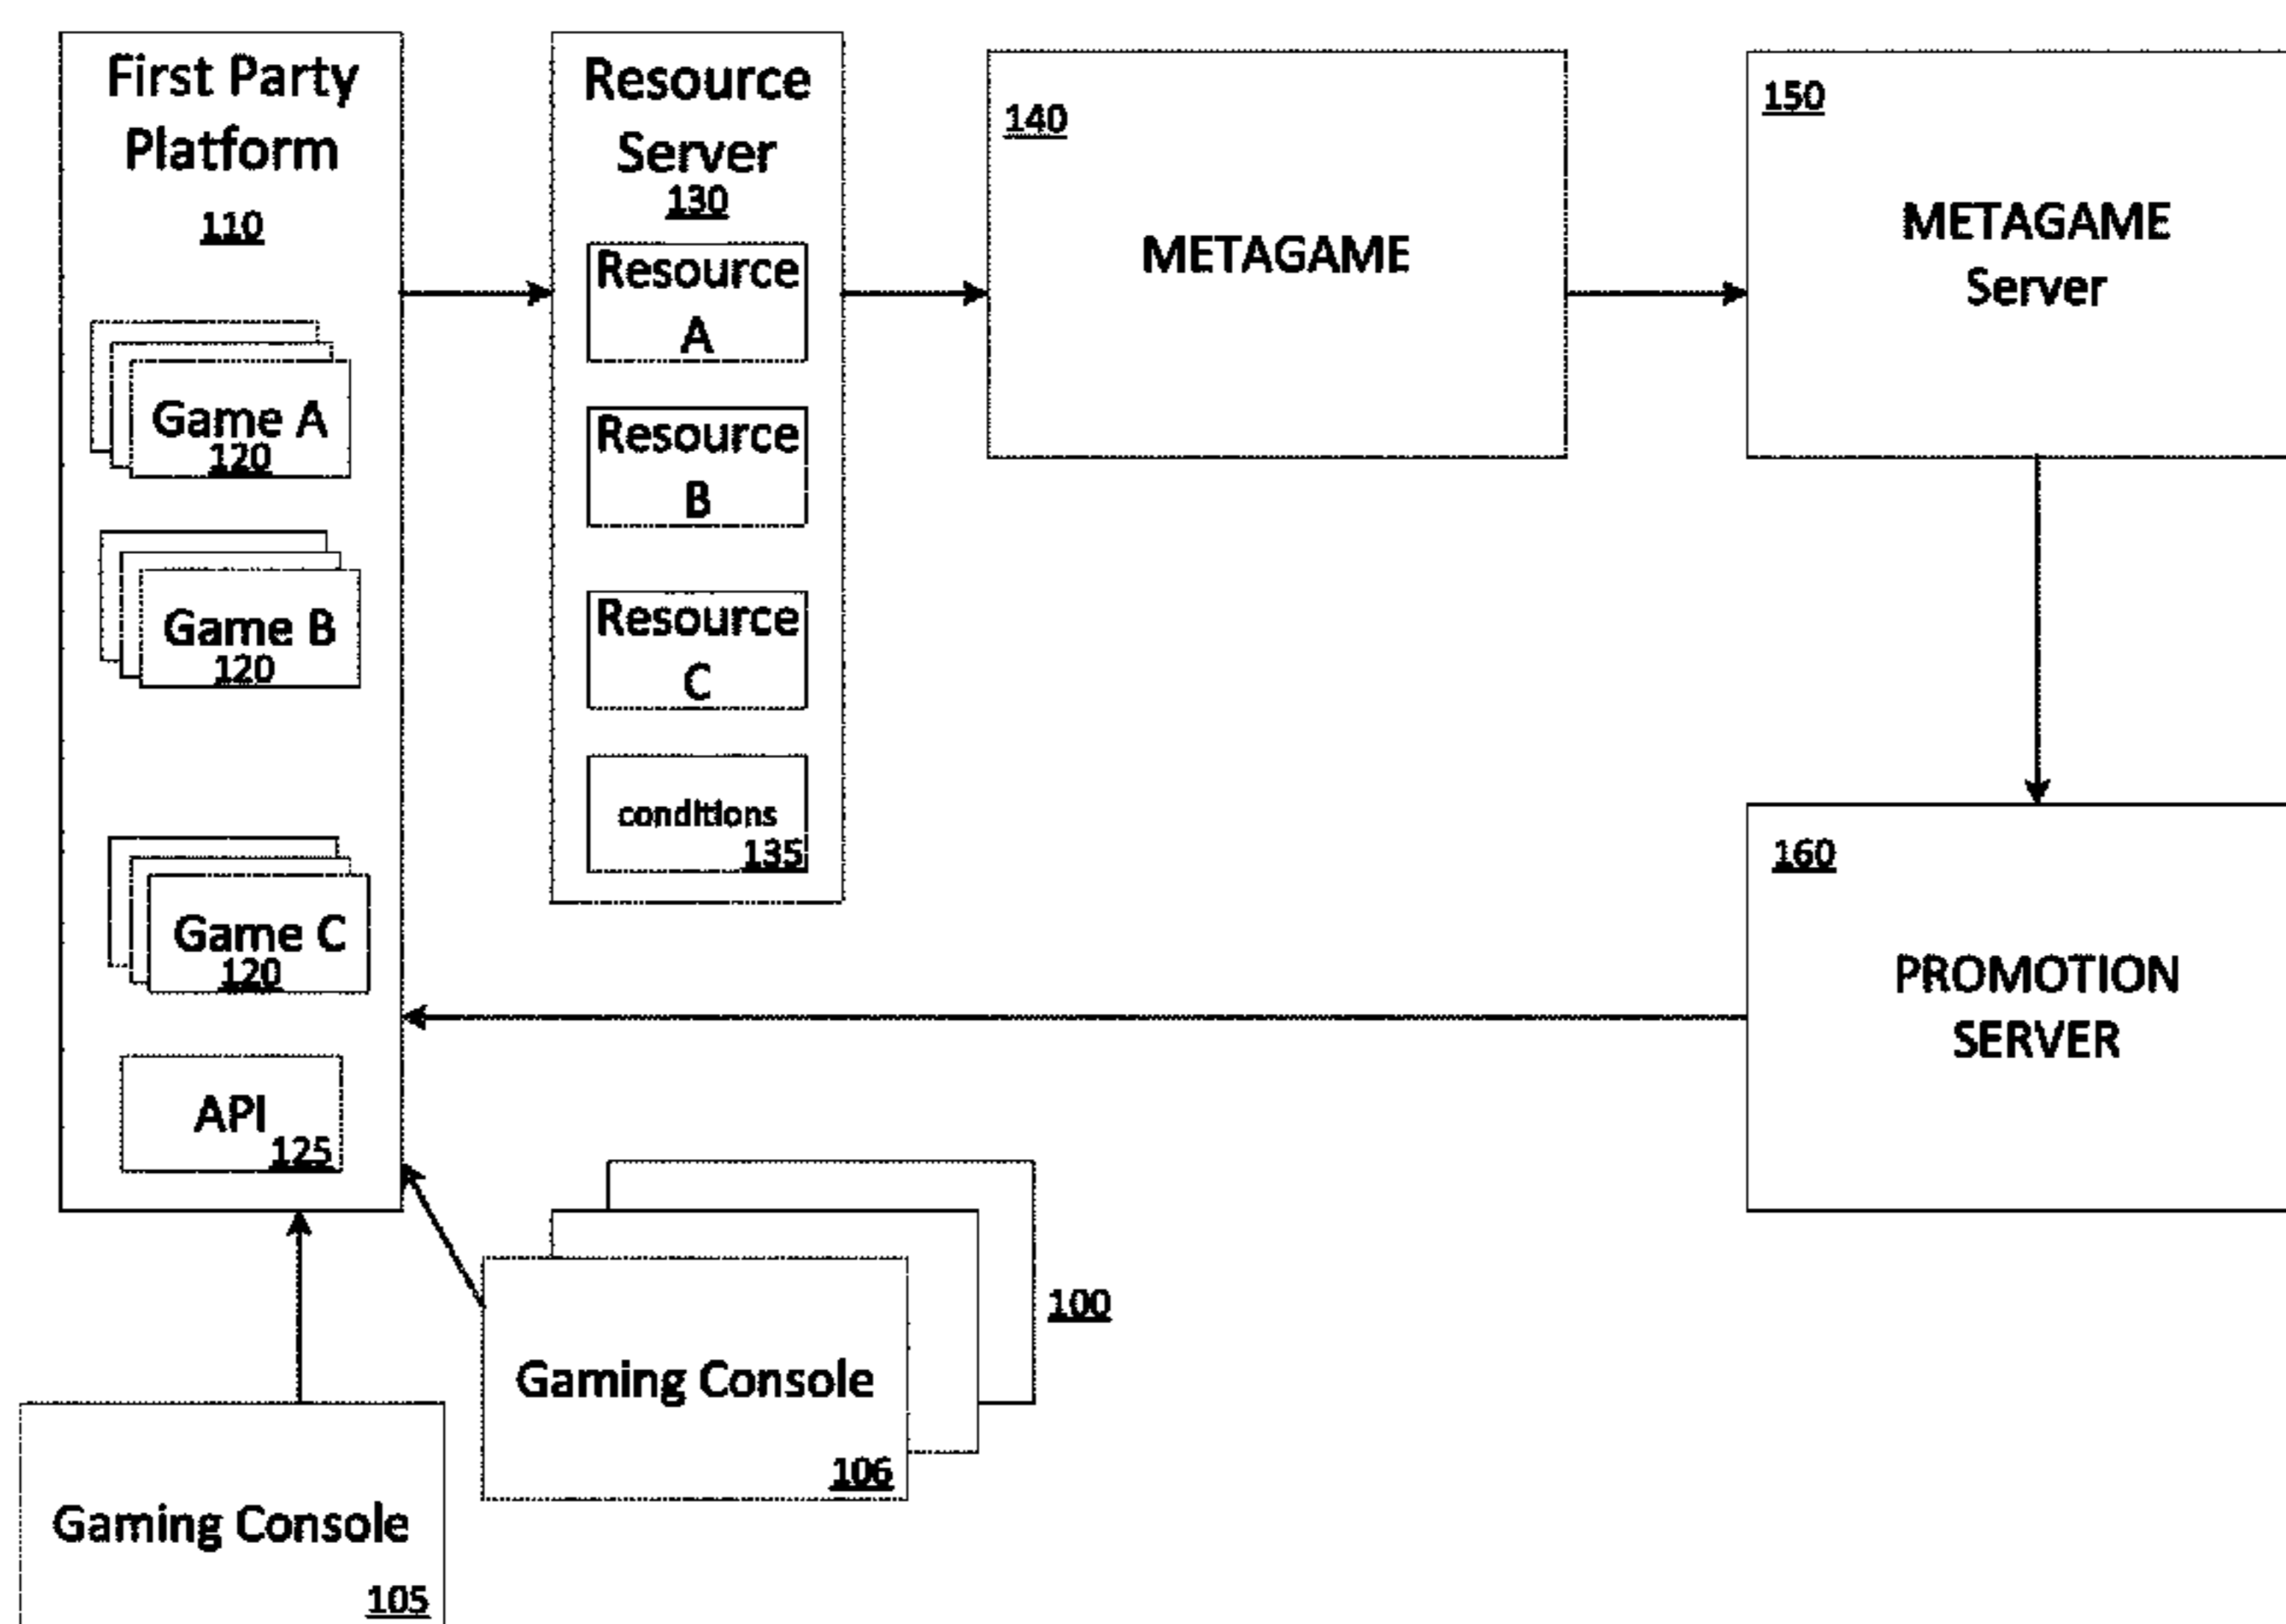 First Party
Platform
110
Game A
120
Game B
120
Game C
120
API
125
Resource
Server
130
Resource
A
Resource
B
Resource
C
conditions
135
140
METAGAME
150
METAGAME
Server
160
PROMOTION
SERVER
100
Gaming Console
106
Gaming Console
105